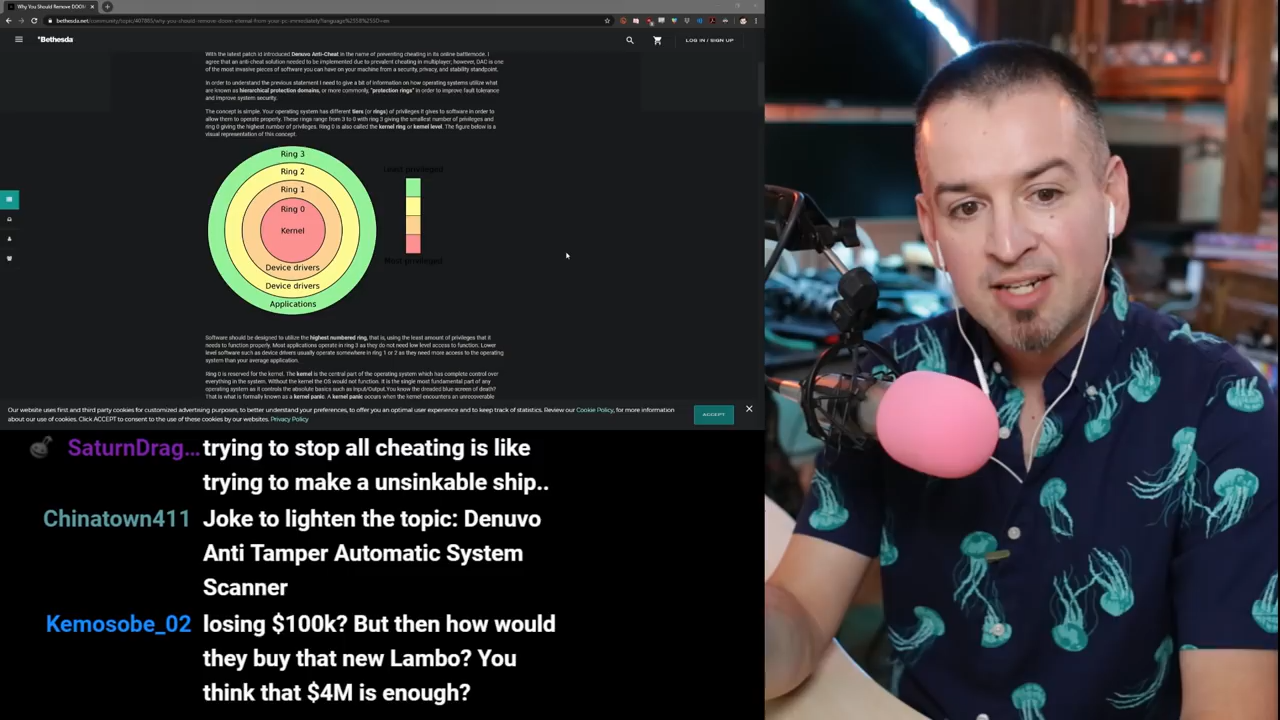 Why You Should Remove DOO
bethesda.net/community/topic/407865/why-you-should-remove-doom-eternal-from-your-pc-immediately?language
Bethesda
LOG IN / SIGN UP
With the latest patch id introduced Denuvo Anti-Cheat in the name of preventing cheating in its online battlemode. I
agree that an anti-cheat solution needed to be implemented due to prevalent cheating in multiplayer; however, DAC is one
of the most invasive pieces of software you can have on your machine from a security, privacy, and stability standpoint.
In order to understand the previous statement I need to give a bit of information on how operating systems utilize what
are known as hierarchical protection domains, or more commonly, "protection rings" in order to improve fault tolerance
and improve system security.
The concept is simple. Your operating system has different tiers (or rings) of privileges it gives to software in order to
allow them to operate properly. These rings range from 3 to 0 with ring 3 giving the smallest number of privileges and
ring 0 giving the highest number of privileges. Ring 0 is also called the kernel ring or kernel level. The figure below is a
visual representation of this concept.
Ring 3
Least privileged
Ring 2
Ring 1
Ring 0
Kernel
Most privileged
Device drivers
Device drivers
Applications
Software should be designed to utilize the highest numbered ring, that is, using the least amount of privileges that it
needs to function properly. Most applications operate in ring 3 as they do not need low level access to function. Lower
level software such as device drivers usually operate somewhere in ring 1 or 2 as they need more access to the operating
system than your average application.
Ring 0 is reserved for the kernel. The kernel is the central part of the operating system which has complete control over
everything in the system. Without the kernel the OS would not function. It is the single most fundamental part of any
operating system as it controls the absolute basics such as Input/Output.You know the dreaded blue screen of death?
That is what is formally known as a kernel panic. A kernel panic occurs when the kernel encounters an unrecoverable
Our website uses first and third party cookies for customized advertising purposes, to better understand your preferences, to offer you an optimal user experience and to keep track of statistics. Review our Cookie Policy, for more information
about our use of cookies. Click ACCEPT to consent to the use of these cookies by our websites. Privacy Policy
ACCEPT
SaturnDrag... trying to stop all cheating is like
trying to make a unsinkable ship..
Chinatown411 Joke to lighten the topic: Denuvo
Anti Tamper Automatic System
Scanner
Kemosobe_02 losing $100k? But then how would
they buy that new Lambo? You
think that $4M is enough?